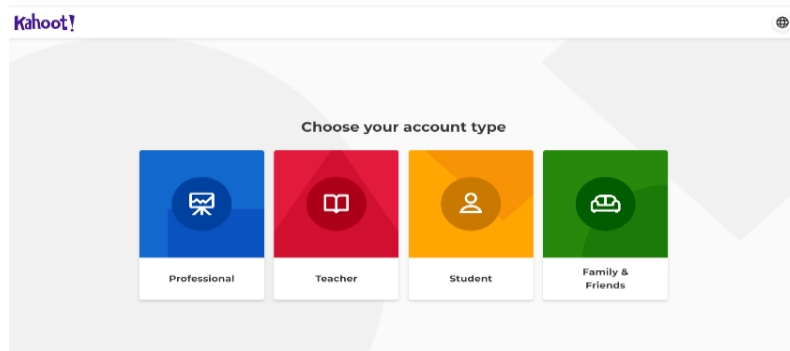 Kahoot!
Choose your account type
Professional
Teacher
Student
Family &
Friends